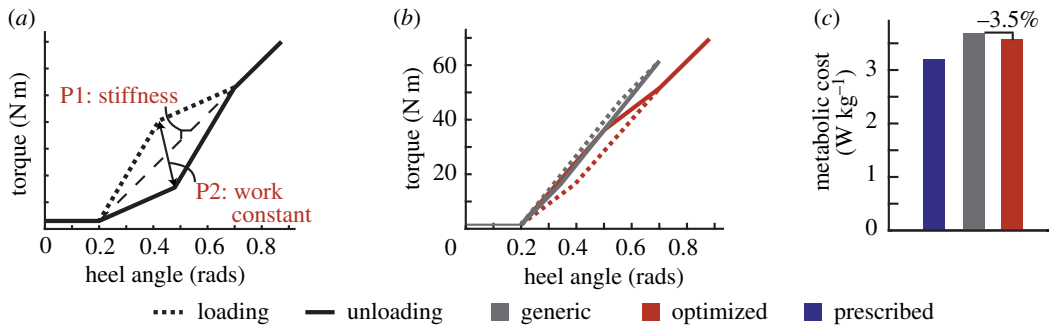 (a)
torque (N m)
P1: stiffness
P2: work
constant
0 0.2 0.4 0.6 0.8
heel angle (rads)
(b)
torque (N m)
60
40
20
0 0.2 0.4 0.6 0.8
heel angle (rads)
(c)
−3.5%
metabolic cost
(W kg−1)
3
2
1
0
loading unloading generic optimized prescribed